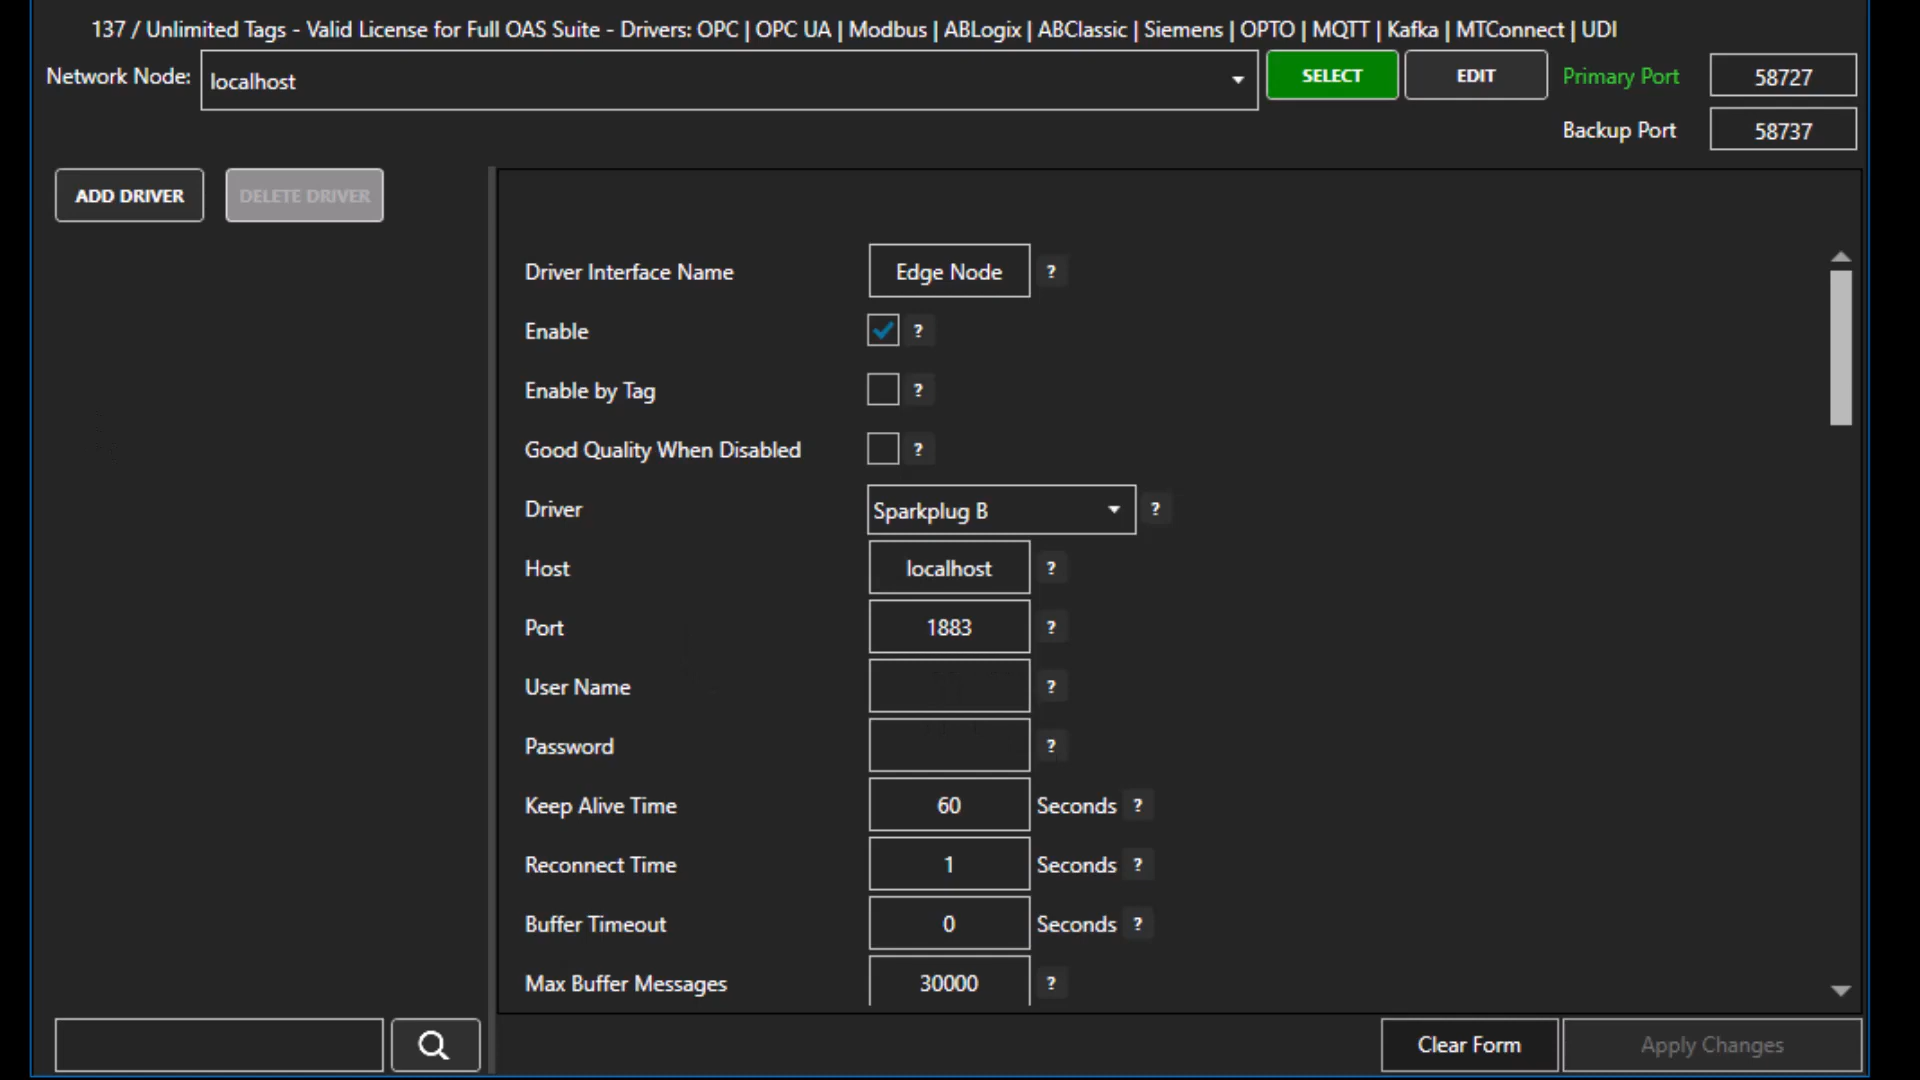 137 / Unlimited Tags - Valid License for Full OAS Suite - Drivers: OPC | OPC UA | Modbus | ABLogix | ABClassic | Siemens | OPTO | MQTT | Kafka | MTConnect | UDI
Network Node: localhost SELECT EDIT Primary Port 58727
Backup Port 58737
ADD DRIVER DELETE DRIVER
Driver Interface Name Edge Node ?
Enable ?
Enable by Tag ?
Good Quality When Disabled ?
Driver Sparkplug B ?
Host localhost ?
Port 1883 ?
User Name ?
Password ?
Keep Alive Time 60 Seconds ?
Reconnect Time 1 Seconds ?
Buffer Timeout 0 Seconds ?
Max Buffer Messages 30000 ?
Clear Form Apply Changes